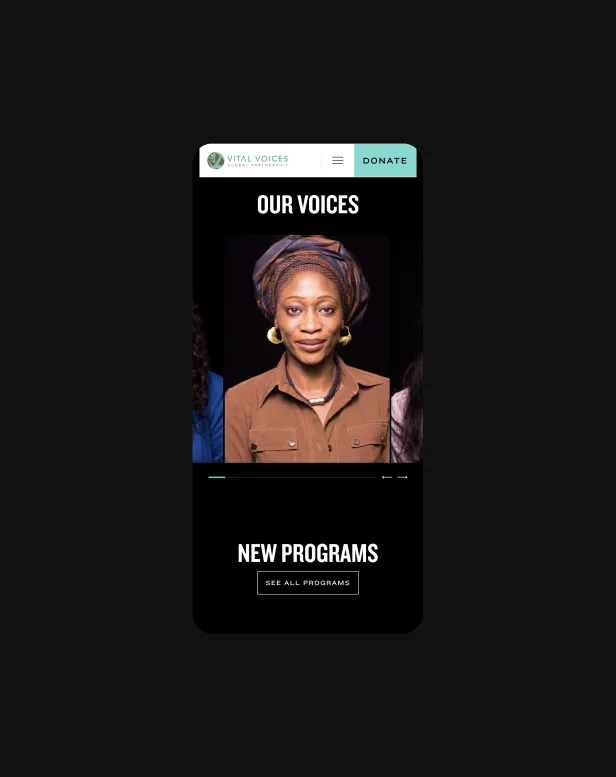 VITAL VOICES
GLOBAL PARTNERSHIP
DONATE
OUR VOICES
NEW PROGRAMS
SEE ALL PROGRAMS